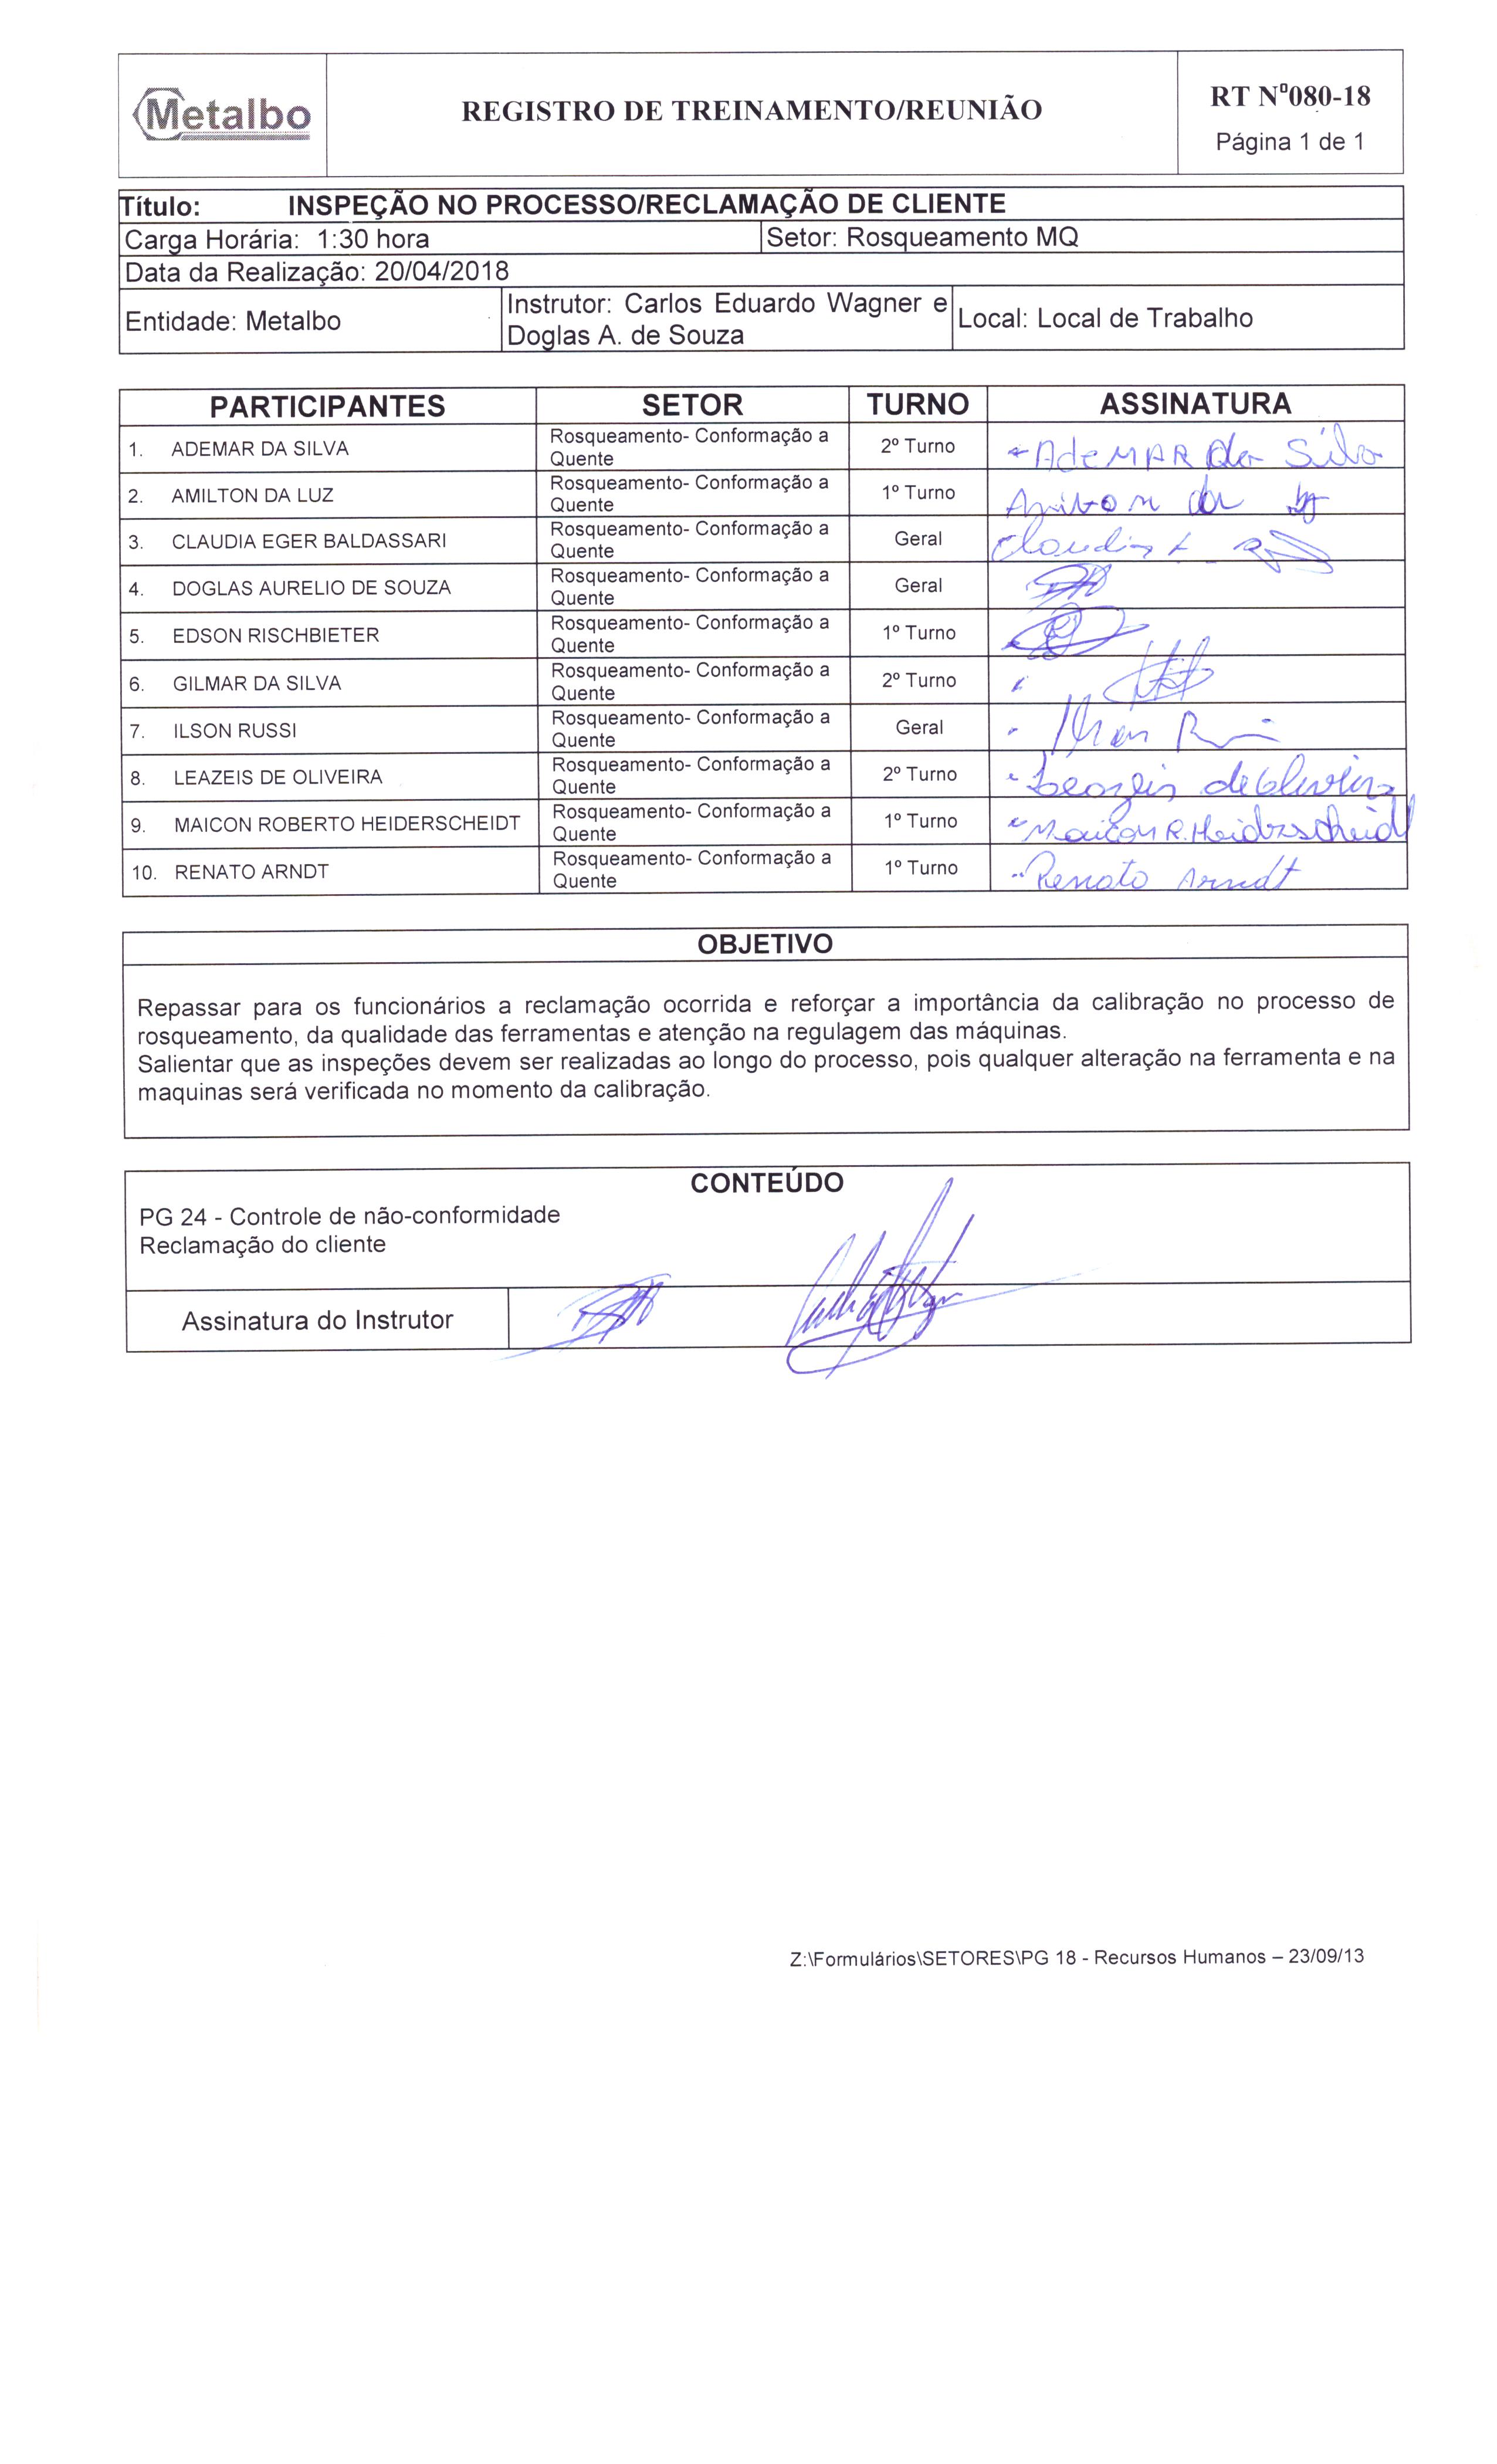 Metalbo
REGISTRO DE TREINAMENTO/REUNIÃO
RT Nº080-18
Página 1 de 1
Título: INSPEÇÃO NO PROCESSO/RECLAMAÇÃO DE CLIENTE
Carga Horária: 1:30 hora
Setor: Rosqueamento MQ
Data da Realização: 20/04/2018
Entidade: Metalbo
Instrutor: Carlos Eduardo Wagner e
Doglas A. de Souza
Local: Local de Trabalho
PARTICIPANTES SETOR TURNO ASSINATURA
1. ADEMAR DA SILVA
Rosqueamento- Conformação a
Quente
2º Turno
AdeMAR da Silva
2. AMILTON DA LUZ
Rosqueamento- Conformação a
Quente
1º Turno
Amilton da
3. CLAUDIA EGER BALDASSARI
Rosqueamento- Conformação a
Quente
Geral
Claudia
4. DOGLAS AURELIO DE SOUZA
Rosqueamento- Conformação a
Quente
Geral
5. EDSON RISCHBIETER
Rosqueamento- Conformação a
Quente
1º Turno
6. GILMAR DA SILVA
Rosqueamento- Conformação a
Quente
2º Turno
7. ILSON RUSSI
Rosqueamento- Conformação a
Quente
Geral
8. LEAZEIS DE OLIVEIRA
Rosqueamento- Conformação a
Quente
2º Turno
Leazeis de Oliveira
9. MAICON ROBERTO HEIDERSCHEIDT
Rosqueamento- Conformação a
Quente
1º Turno
Maicon R. Heiderscheidt
10. RENATO ARNDT
Rosqueamento- Conformação a
Quente
1º Turno
Renato Arndt
OBJETIVO
Repassar para os funcionários a reclamação ocorrida e reforçar a importância da calibração no processo de
rosqueamento, da qualidade das ferramentas e atenção na regulagem das máquinas.
Salientar que as inspeções devem ser realizadas ao longo do processo, pois qualquer alteração na ferramenta e na
maquinas será verificada no momento da calibração.
CONTEÚDO
PG 24 - Controle de não-conformidade
Reclamação do cliente
Assinatura do Instrutor
Z:\Formulários\SETORES\PG 18 - Recursos Humanos – 23/09/13